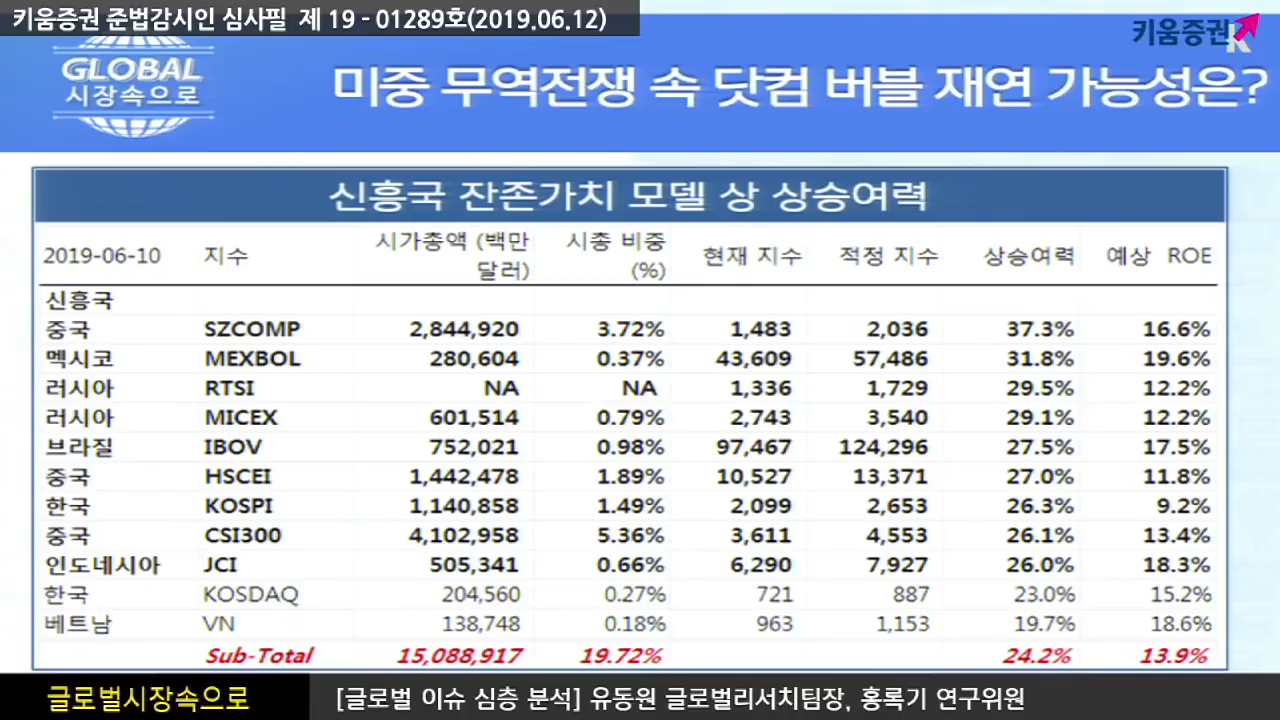 키움증권 준법감시인 심사필 제 19 - 01289호(2019.06.12)
키움증권
GLOBAL
시장속으로
미중 무역전쟁 속 닷컴 버블 재연 가능성은?
신흥국 잔존가치 모델 상 상승여력
2019-06-10 지수 시가총액 (백만 달러) 시총 비중 (%) 현재 지수 적정 지수 상승여력 예상 ROE
신흥국
중국 SZCOMP 2,844,920 3.72% 1,483 2,036 37.3% 16.6%
멕시코 MEXBOL 280,604 0.37% 43,609 57,486 31.8% 19.6%
러시아 RTSI NA NA 1,336 1,729 29.5% 12.2%
러시아 MICEX 601,514 0.79% 2,743 3,540 29.1% 12.2%
브라질 IBOV 752,021 0.98% 97,467 124,296 27.5% 17.5%
중국 HSCEI 1,442,478 1.89% 10,527 13,371 27.0% 11.8%
한국 KOSPI 1,140,858 1.49% 2,099 2,653 26.3% 9.2%
중국 CSI300 4,102,958 5.36% 3,611 4,553 26.1% 13.4%
인도네시아 JCI 505,341 0.66% 6,290 7,927 26.0% 18.3%
한국 KOSDAQ 204,560 0.27% 721 887 23.0% 15.2%
베트남 VN 138,748 0.18% 963 1,153 19.7% 18.6%
Sub-Total 15,088,917 19.72% 24.2% 13.9%
글로벌시장속으로
[글로벌 이슈 심층 분석] 유동원 글로벌리서치팀장, 홍록기 연구위원